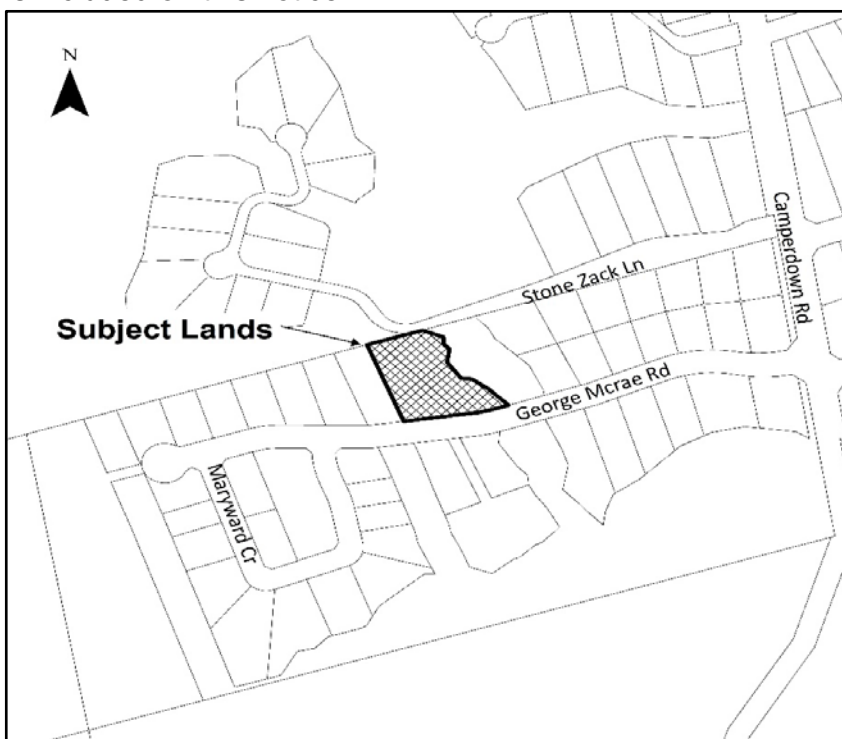 N
Stone Zack Ln
Camperdown Rd
Subject Lands
George Mcrae Rd
Maryward Cr